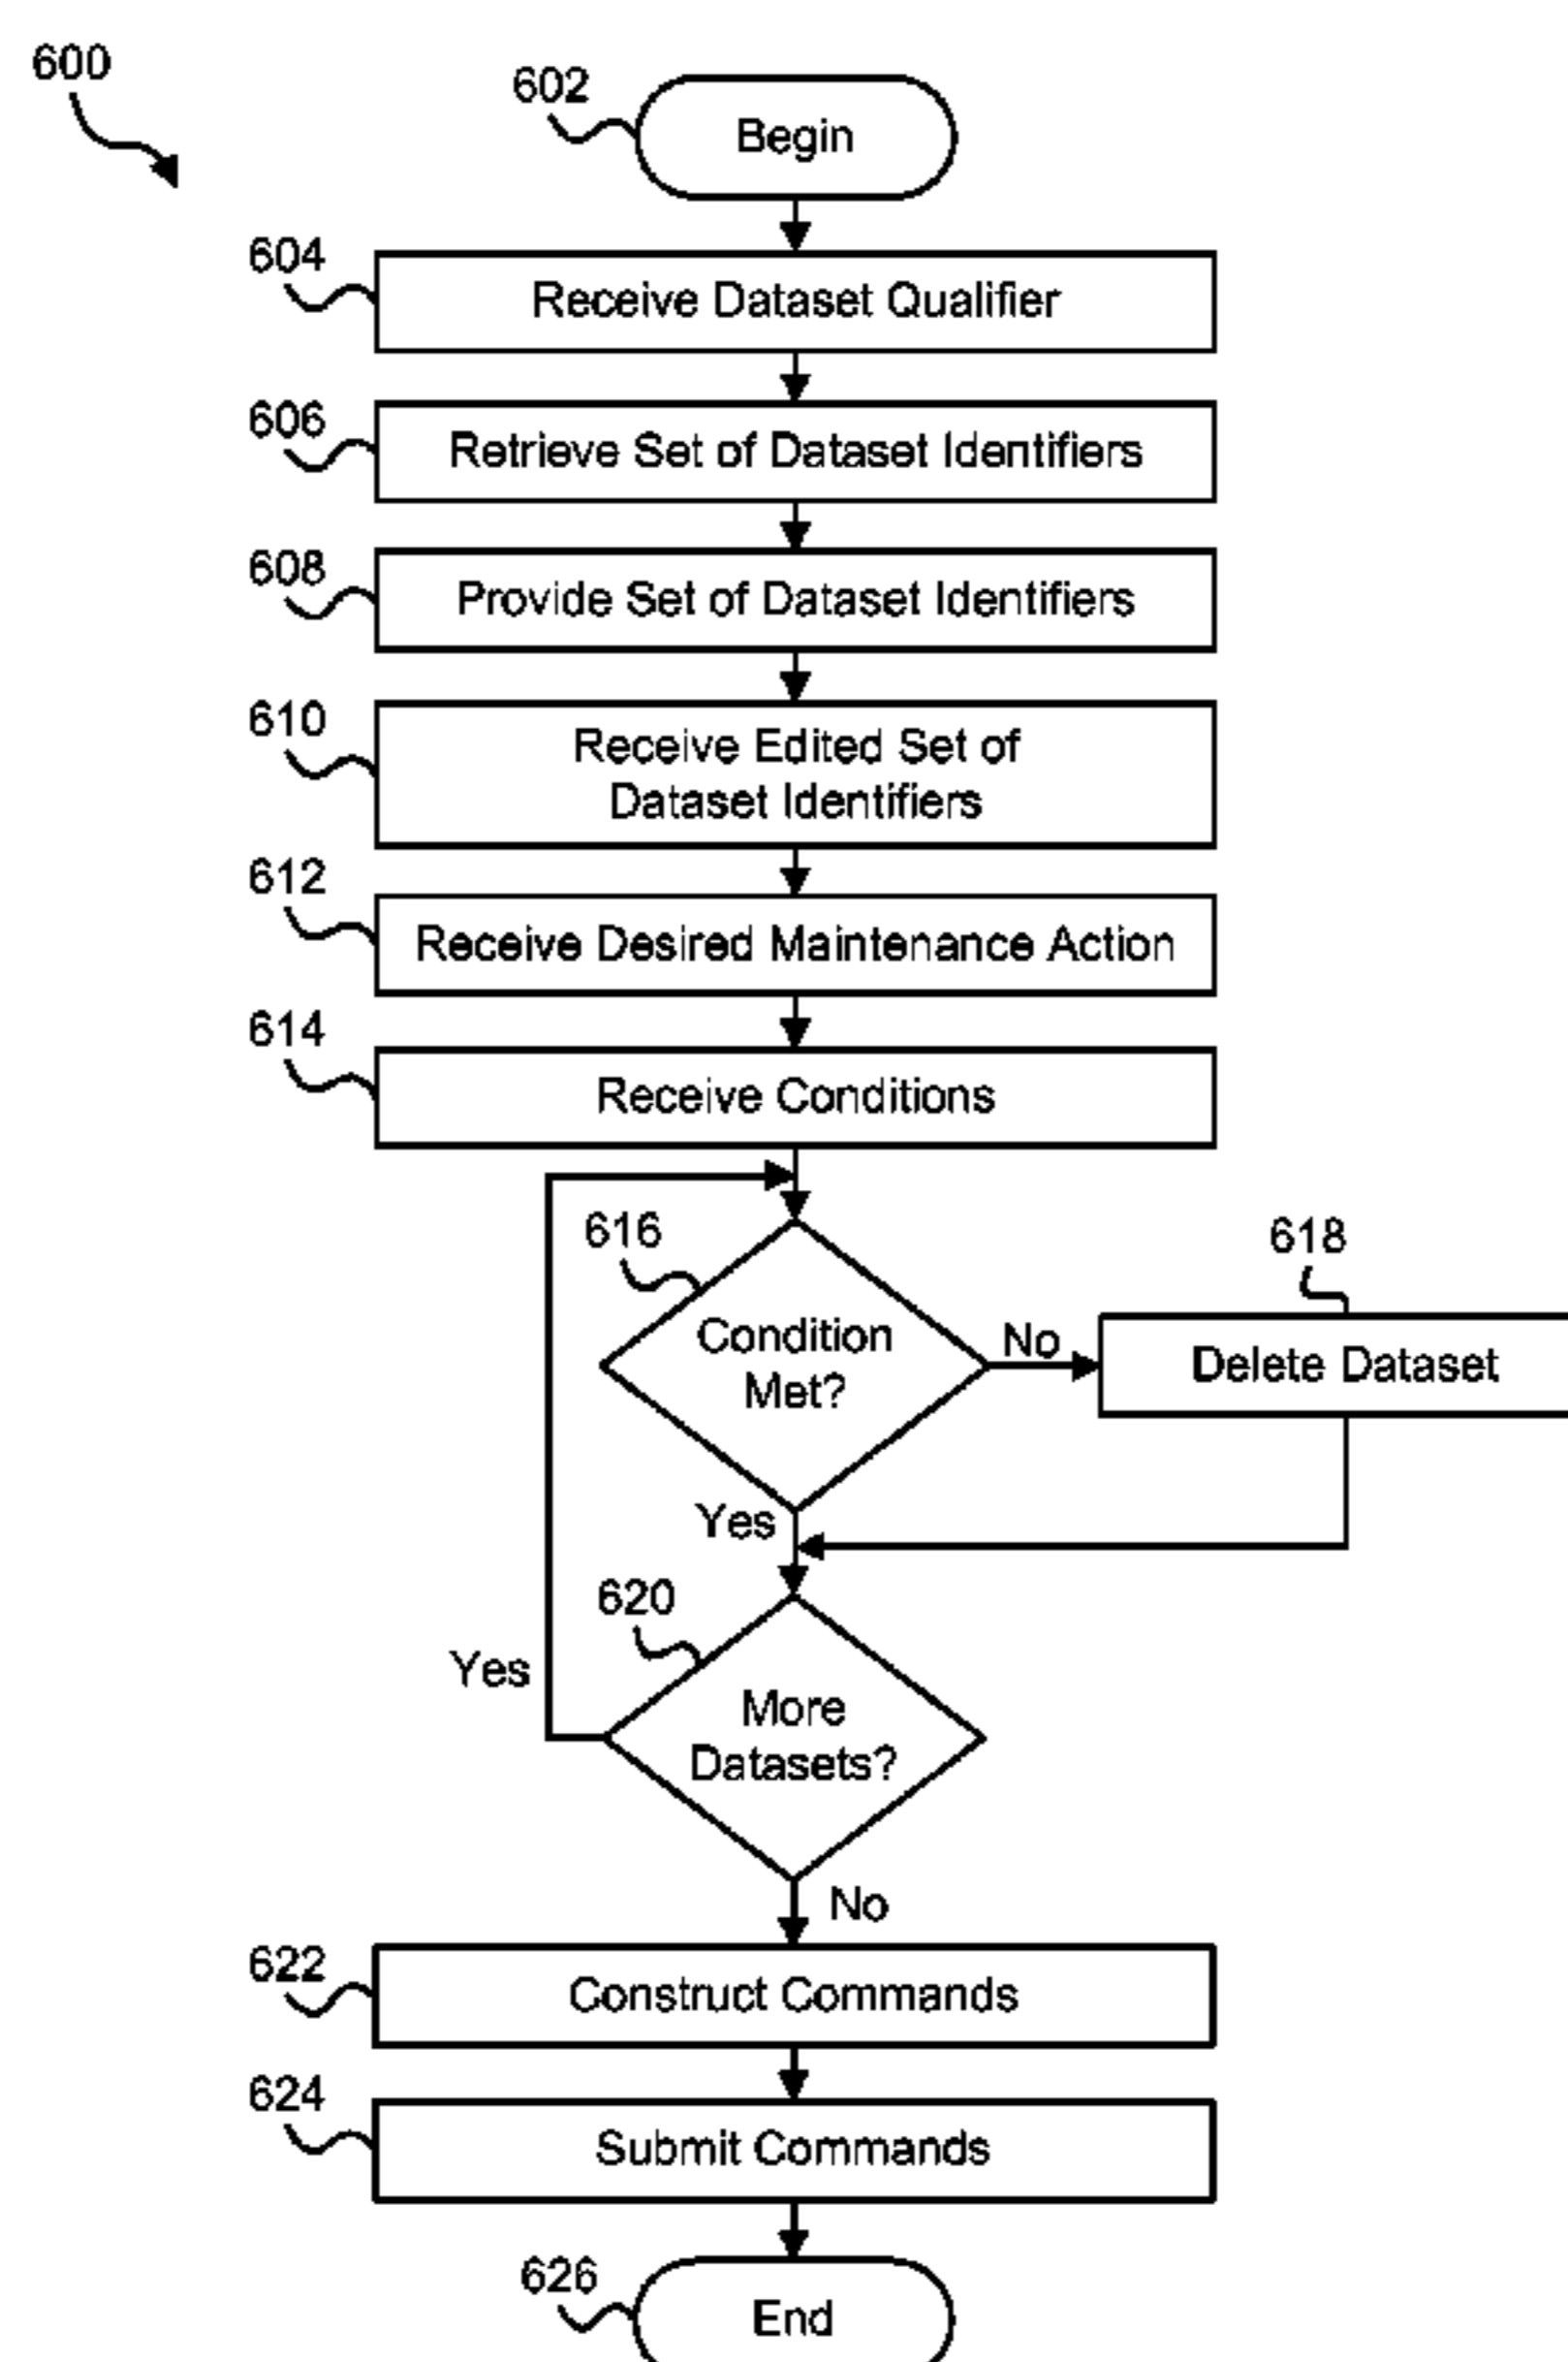 600
602
Begin
604
Receive Dataset Qualifier
606
Retrieve Set of Dataset Identifiers
608
Provide Set of Dataset Identifiers
610
Receive Edited Set of
Dataset Identifiers
612
Receive Desired Maintenance Action
614
Receive Conditions
616
Condition
Met?
No
618
Delete Dataset
Yes
620
More
Datasets?
Yes
No
622
Construct Commands
624
Submit Commands
626
End